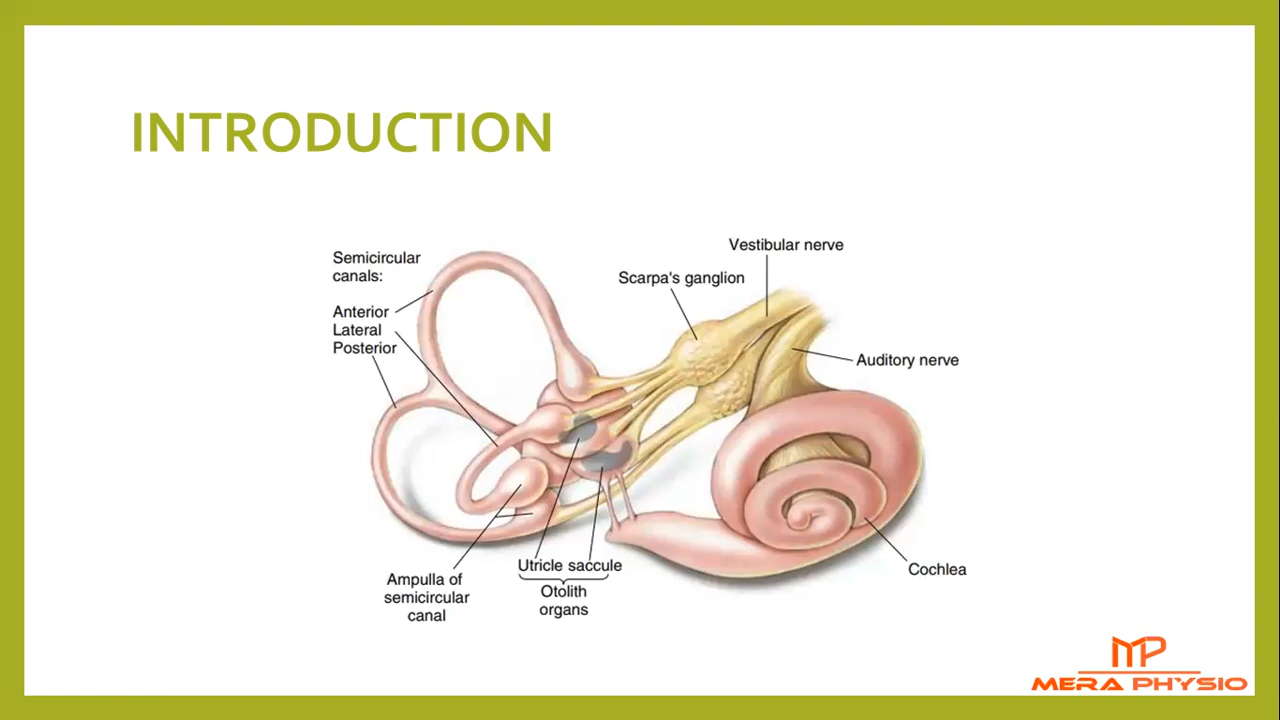 INTRODUCTION
Vestibular nerve
Semicircular
canals:
Scarpa's ganglion
Anterior
Lateral
Posterior
Auditory nerve
Utricle saccule
Otolith
organs
Ampulla of
semicircular
canal
Cochlea
MP
MERA PHYSIO